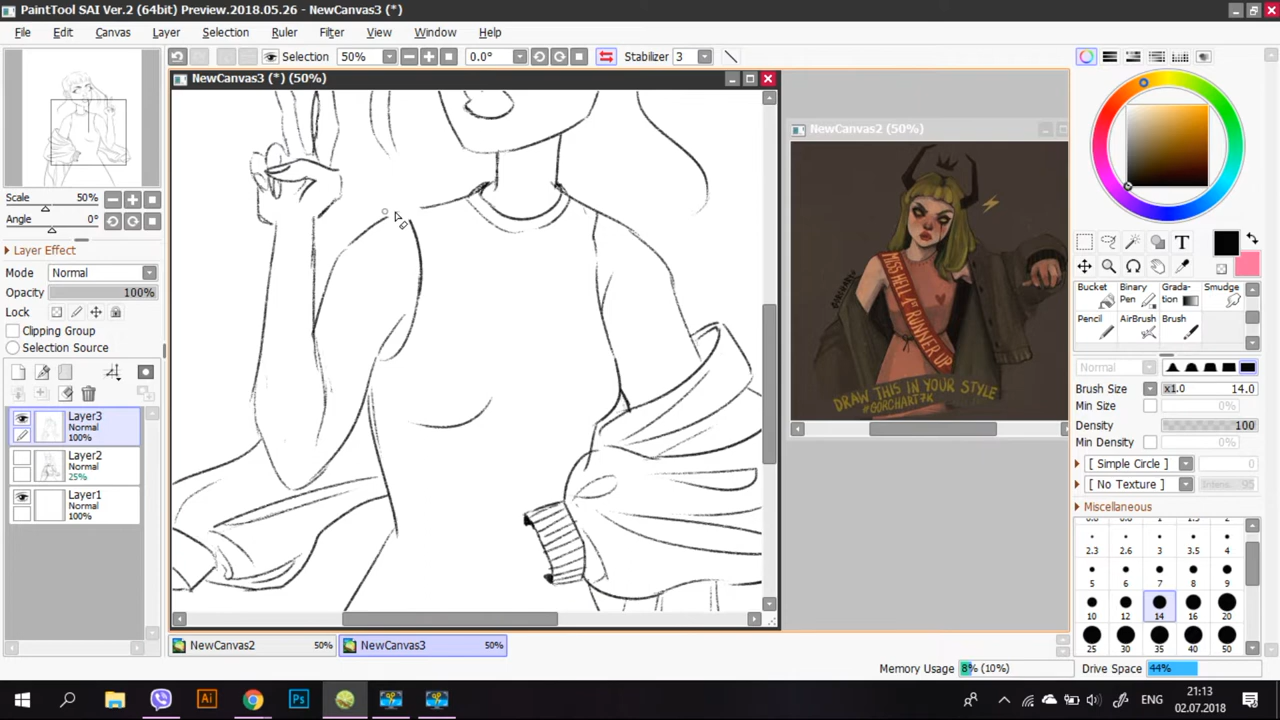 PaintTool SAI Ver.2 (64bit) Preview.2018.05.26 - NewCanvas3 (*)
File Edit Canvas Layer Selection Ruler Filter View Window Help
Selection 50% 0.0° Stabilizer 3
NewCanvas3 (*) (50%)
NewCanvas2 (50%)
Scale 50%
Angle 0°
Layer Effect
Mode Normal
Opacity 100%
Lock
Clipping Group
Selection Source
Layer3
Normal
100%
Layer2
Normal
25%
Layer1
Normal
100%
MISS HELL 1ST RUNNER UP
DRAW THIS IN YOUR STYLE
#GORCHART7K
T
Bucket Binary Pen Gradation Smudge
Pencil AirBrush Brush
Normal
Brush Size x1.0 14.0
Min Size 0%
Density 100
Min Density 0%
[ Simple Circle ] 0
[ No Texture ] 95
Miscellaneous
2.3 2.6 3 3.5 4
5 6 7 8 9
10 12 14 16 20
25 30 35 40 50
NewCanvas2 50% NewCanvas3 50%
Memory Usage 8% (10%) Drive Space 44%
Ai Ps ENG 21:13
02.07.2018